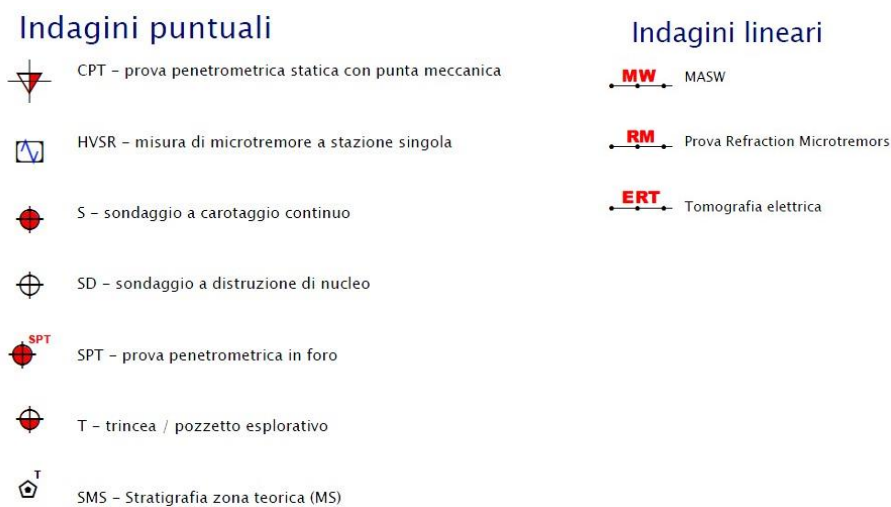 Indagini puntuali
CPT – prova penetrometrica statica con punta meccanica
HVSR – misura di microtremore a stazione singola
S – sondaggio a carotaggio continuo
SD – sondaggio a distruzione di nucleo
SPT
SPT – prova penetrometrica in foro
T – trincea / pozzetto esplorativo
T
SMS – Stratigrafia zona teorica (MS)
Indagini lineari
MW MASW
RM Prova Refraction Microtremors
ERT Tomografia elettrica